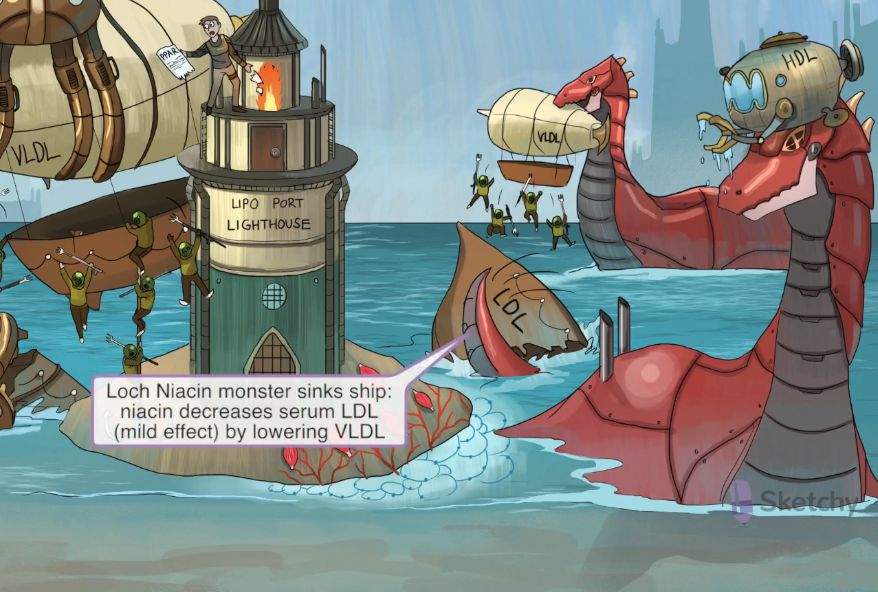 PPAR
HDL
VLDL
VLDL
LIPO PORT
LIGHTHOUSE
LDL
Loch Niacin monster sinks ship:
niacin decreases serum LDL
(mild effect) by lowering VLDL
Sketchy